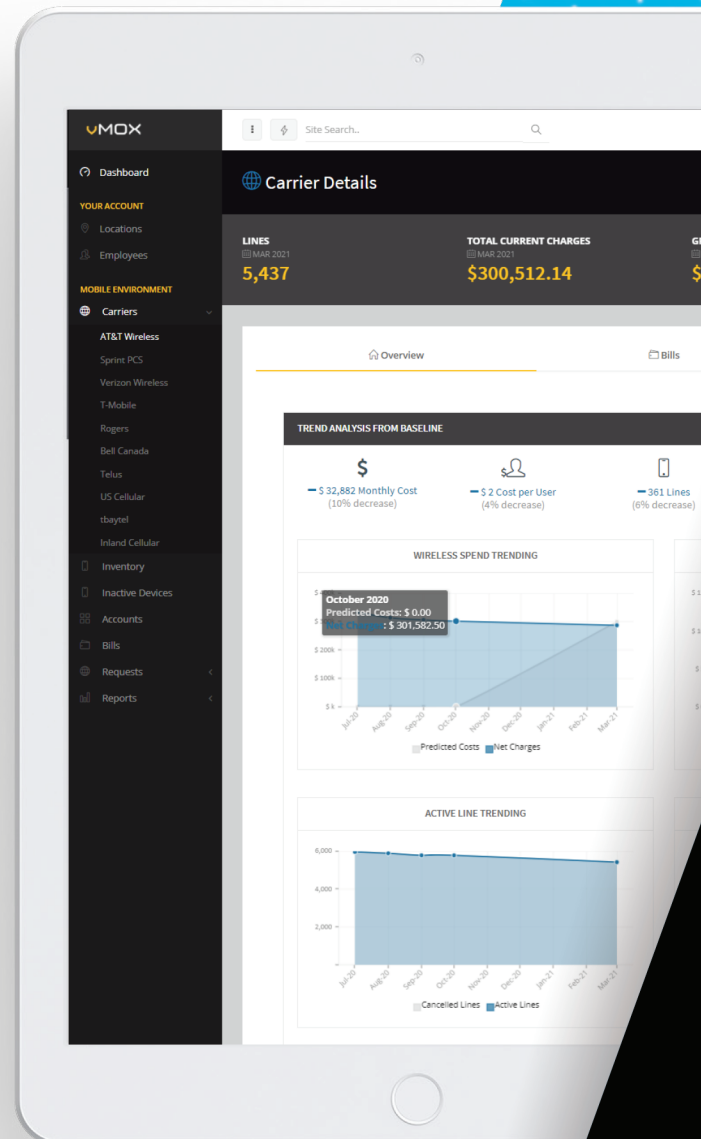 vMOX
Site Search..
Dashboard
Carrier Details
YOUR ACCOUNT
Locations
Employees
LINES
MAR 2021
5,437
TOTAL CURRENT CHARGES
MAR 2021
$300,512.14
$
MOBILE ENVIRONMENT
Carriers
AT&T Wireless
Sprint PCS
Verizon Wireless
T-Mobile
Rogers
Bell Canada
Telus
US Cellular
tbaytel
Inland Cellular
Inventory
Inactive Devices
Accounts
Bills
Requests
Reports
Overview
Bills
TREND ANALYSIS FROM BASELINE
$ 32,882 Monthly Cost
(10% decrease)
$ 2 Cost per User
(4% decrease)
361 Lines
(6% decrease)
WIRELESS SPEND TRENDING
October 2020
Predicted Costs: $ 0.00
Net Charges: $ 301,582.50
$ 200k
$ 100k
$ k
Jul-20
Aug-20
Sep-20
Oct-20
Nov-20
Dec-20
Jan-21
Feb-21
Mar-21
Predicted Costs Net Charges
ACTIVE LINE TRENDING
6,000
4,000
2,000
Jul-20
Aug-20
Sep-20
Oct-20
Nov-20
Dec-20
Jan-21
Feb-21
Mar-21
Cancelled Lines Active Lines